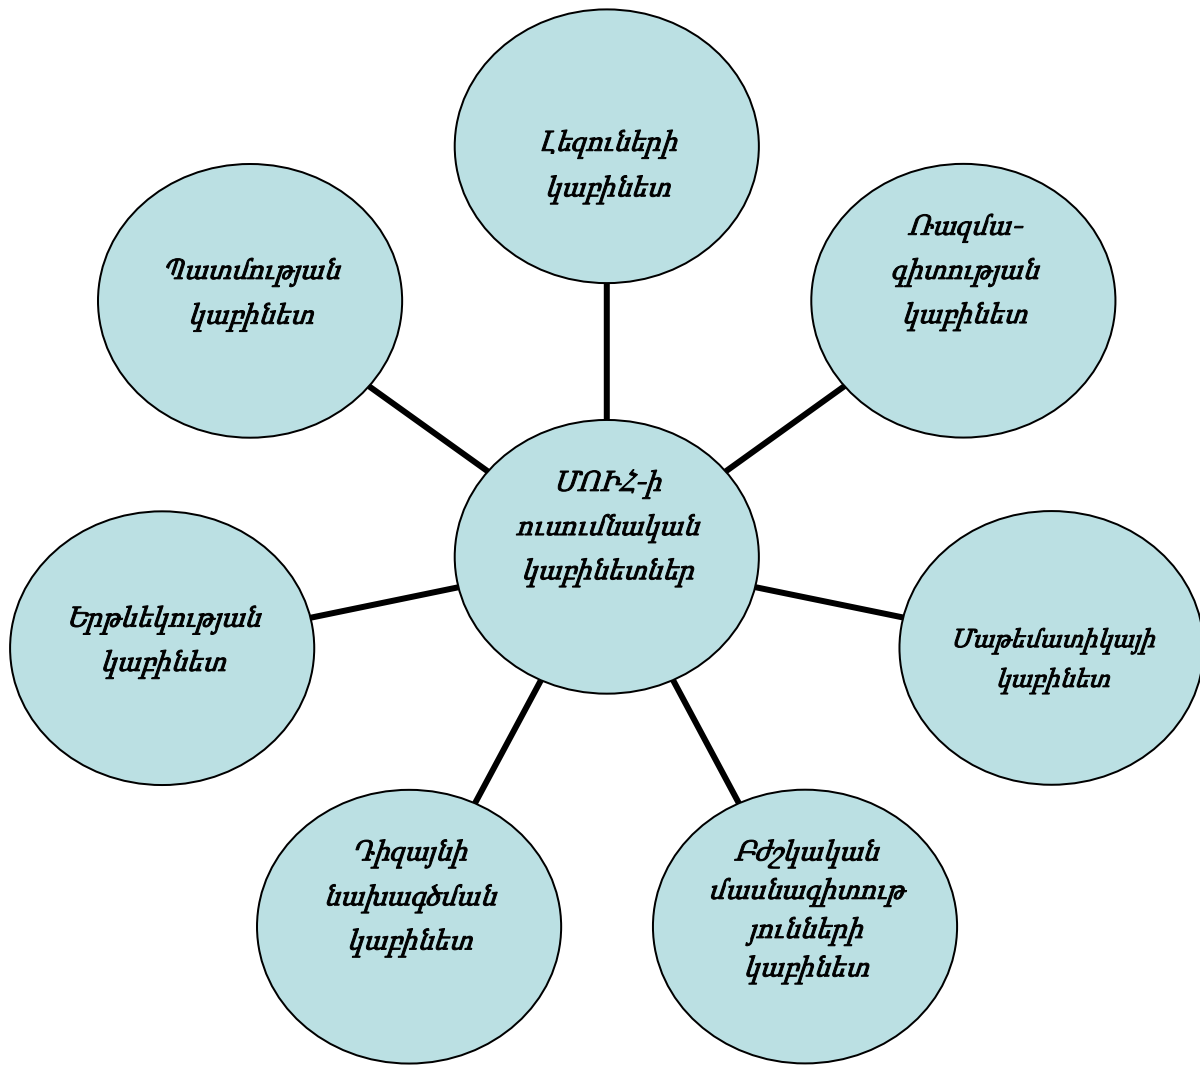 Լեզուների
կաբինետ
Ռազմա-
գիտության
կաբինետ
Պատմության
կաբինետ
ՄՈՒՀ-ի
ուսումնական
կաբինետներ
Երթևեկության
կաբինետ
Մաթեմատիկայի
կաբինետ
Դիզայնի
նախագծման
կաբինետ
Բժշկական
մասնագիտութ
յունների
կաբինետ